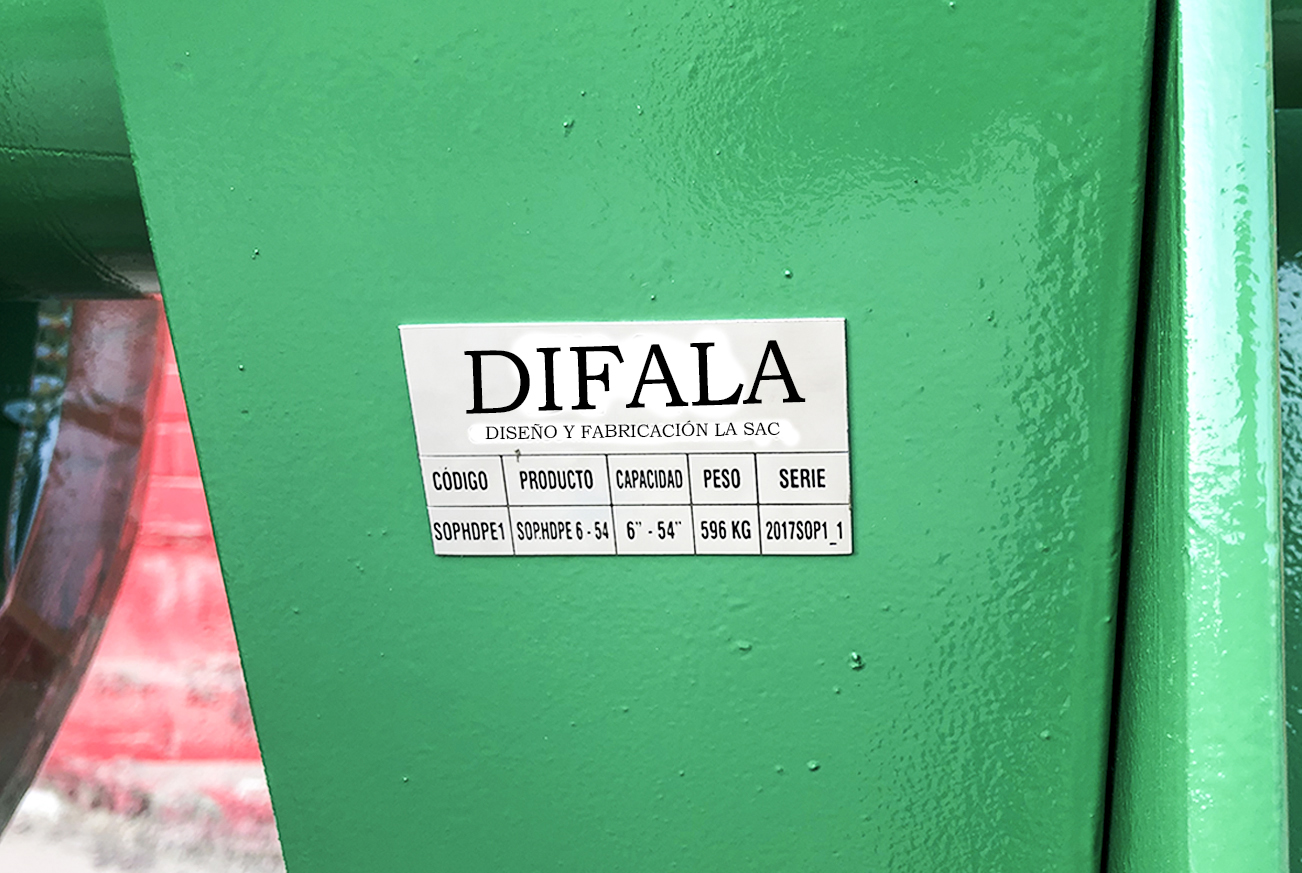 DIFALA
DISEÑO Y FABRICACIÓN LA SAC
CÓDIGO PRODUCTO CAPACIDAD PESO SERIE
SOPHDPE1 SOP.HDPE 6 - 54 6” - 54” 596 KG 2017SOP1_1